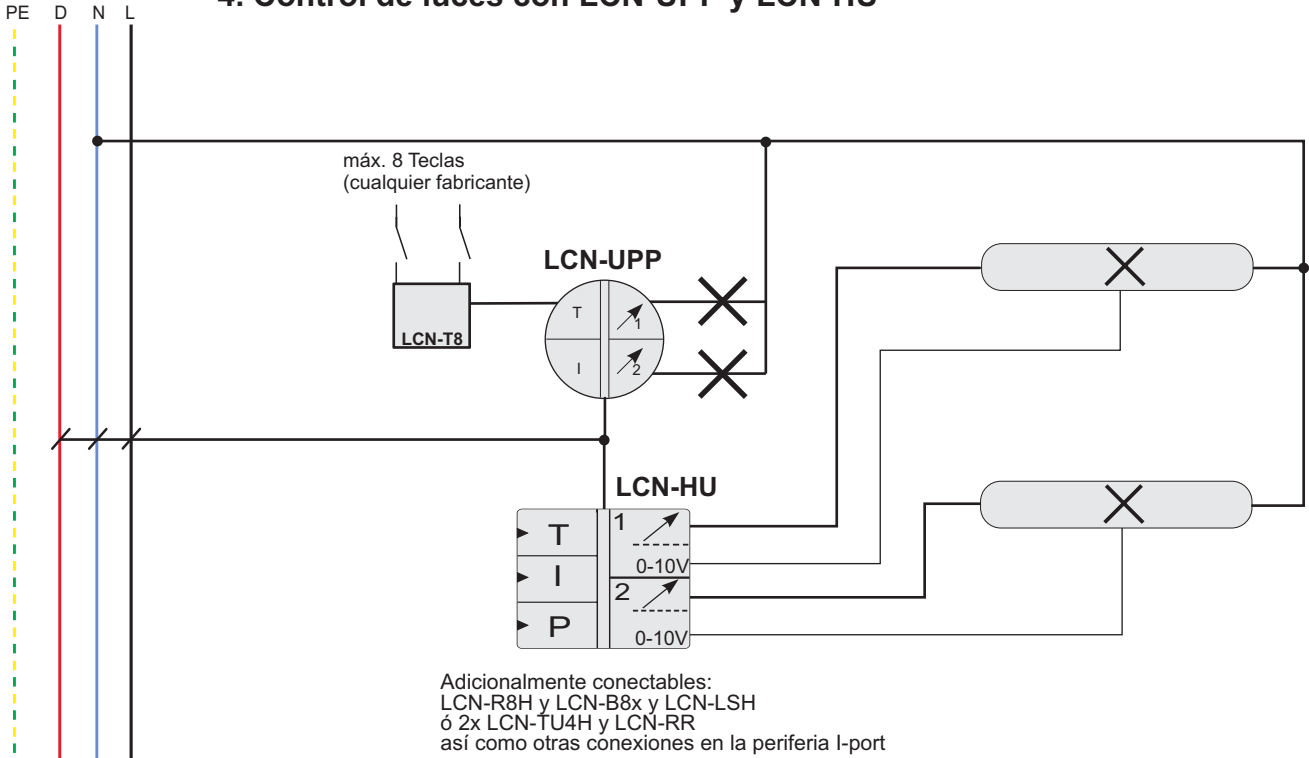 4. Control de luces con LCN-UPP y LCN-HU
PE D N L
máx. 8 Teclas
(cualquier fabricante)
LCN-UPP
LCN-T8
T
1
I
2
LCN-HU
T
1
0-10V
I
2
P
0-10V
Adicionalmente conectables:
LCN-R8H y LCN-B8x y LCN-LSH
ó 2x LCN-TU4H y LCN-RR
así como otras conexiones en la periferia I-port